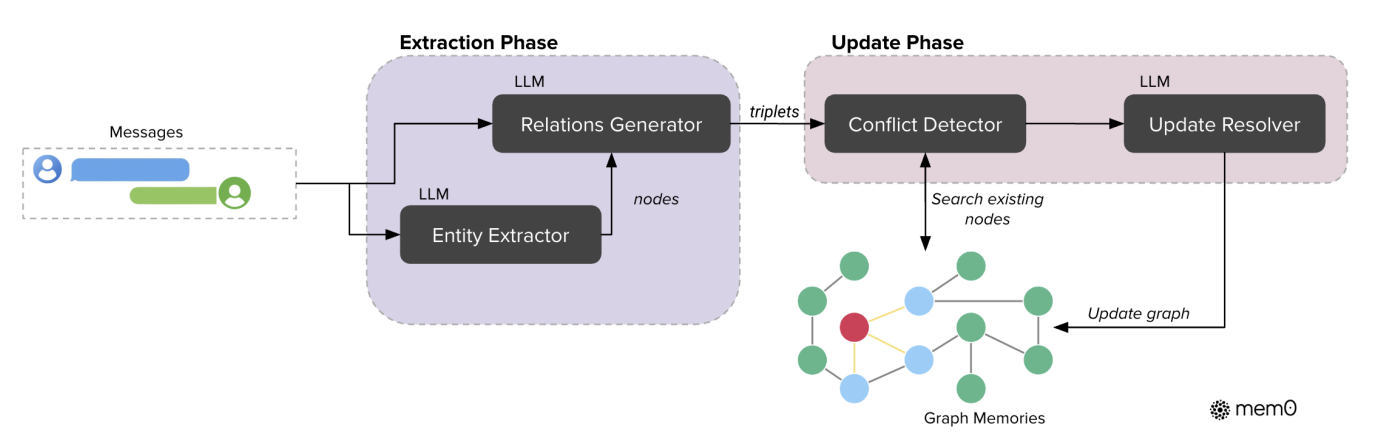 Extraction Phase
Update Phase
LLM
LLM
Messages
Relations Generator
triplets
Conflict Detector
Update Resolver
LLM
nodes
Entity Extractor
Search existing
nodes
Update graph
Graph Memories
mem0